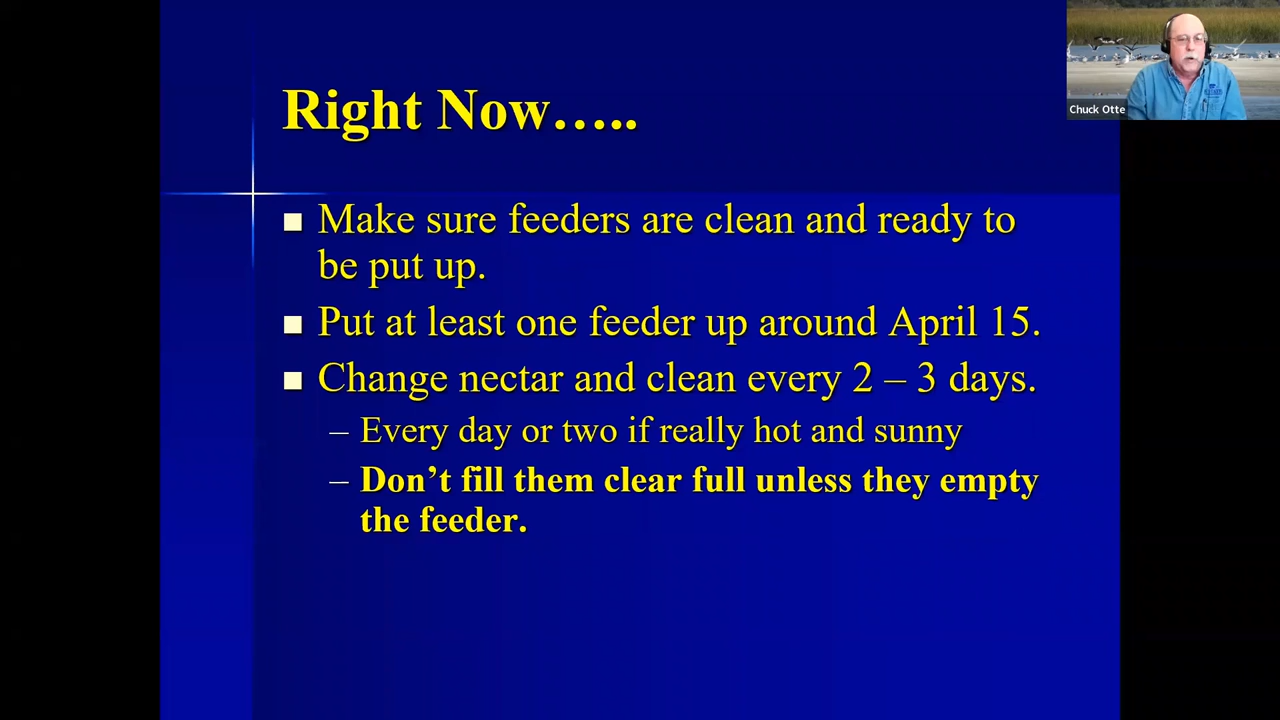 Right Now…..
Chuck Otte
Make sure feeders are clean and ready to
be put up.
Put at least one feeder up around April 15.
Change nectar and clean every 2 – 3 days.
– Every day or two if really hot and sunny
– Don’t fill them clear full unless they empty
the feeder.